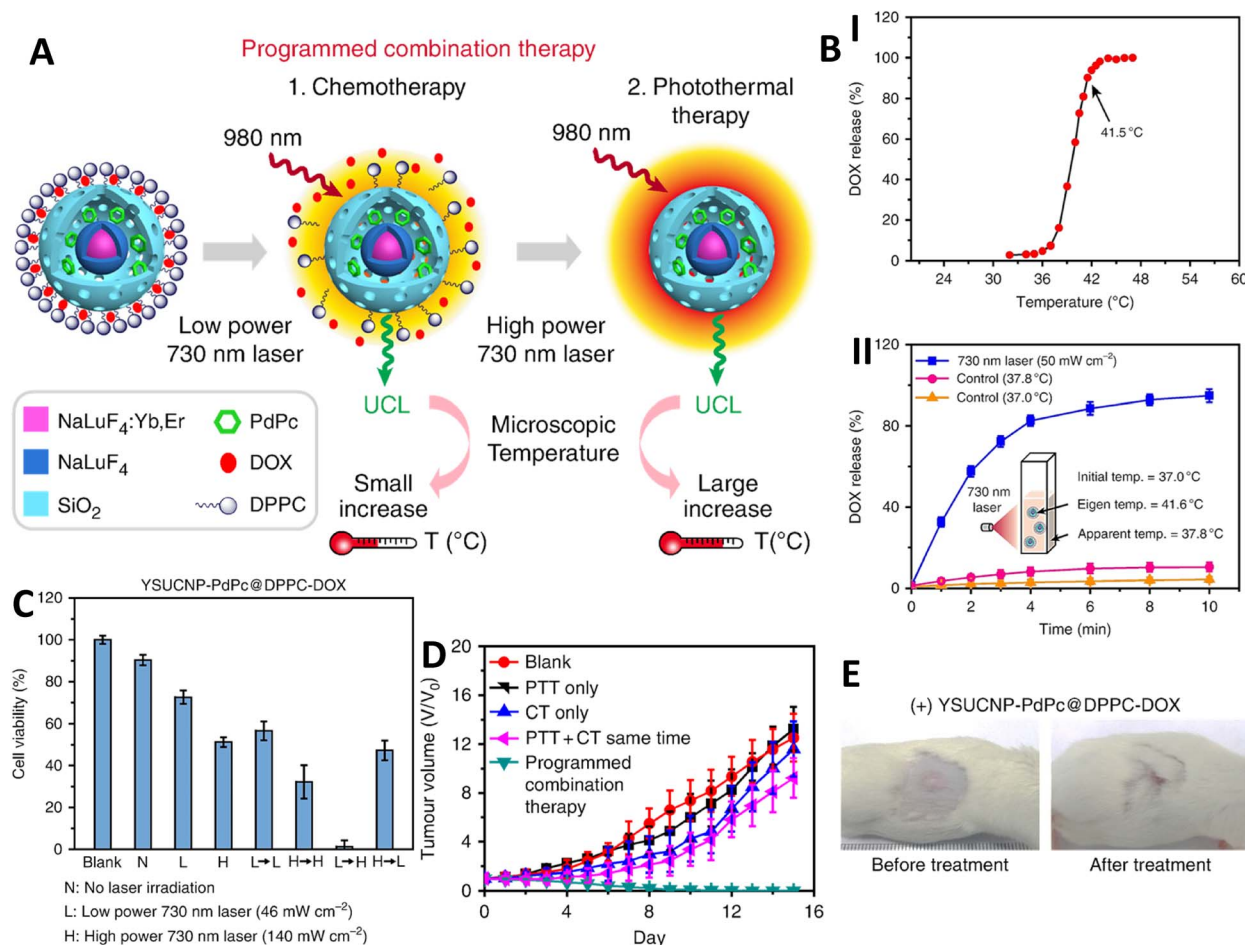 A
Programmed combination therapy
1. Chemotherapy
2. Photothermal
therapy
980 nm
980 nm
Low power
730 nm laser
High power
730 nm laser
UCL
UCL
Microscopic
Temperature
Small
increase
Large
increase
T (°C)
T(°C)
NaLuF4:Yb,Er
PdPc
NaLuF4
DOX
SiO2
DPPC
B
I
DOX release (%)
120
100
80
60
40
20
0
41.5 °C
24
30
36
42
48
54
60
Temperature (°C)
II
DOX release (%)
120
80
40
0
730 nm laser (50 mW cm−2)
Control (37.8 °C)
Control (37.0 °C)
730 nm
laser
Initial temp. = 37.0 °C
Eigen temp. = 41.6 °C
Apparent temp. = 37.8 °C
0
2
4
6
8
10
Time (min)
C
YSUCNP-PdPc@DPPC-DOX
Cell viability (%)
120
100
80
60
40
20
0
Blank
N
L
H
L→L
H→H
L→H
H→L
N: No laser irradiation
L: Low power 730 nm laser (46 mW cm−2)
H: High power 730 nm laser (140 mW cm−2)
D
Tumour volume (V/V0)
20
16
12
8
4
0
Blank
PTT only
CT only
PTT + CT same time
Programmed
combination
therapy
0
4
8
12
16
Day
E
(+) YSUCNP-PdPc@DPPC-DOX
Before treatment
After treatment